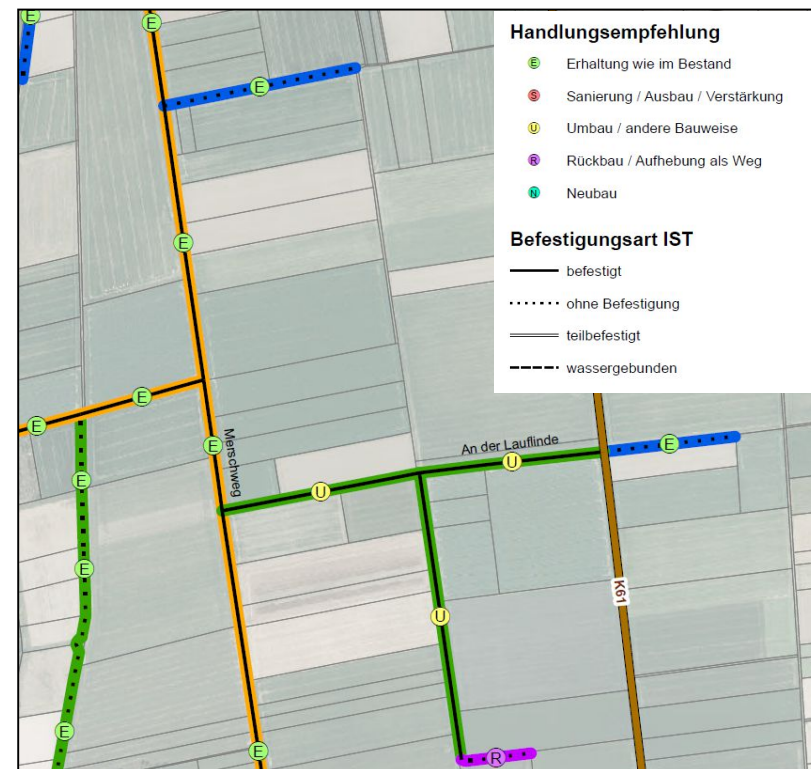 Handlungsempfehlung
E Erhaltung wie im Bestand
S Sanierung / Ausbau / Verstärkung
U Umbau / andere Bauweise
R Rückbau / Aufhebung als Weg
N Neubau
Befestigungsart IST
befestigt
ohne Befestigung
teilbefestigt
wassergebunden
E
E
E
E
E
E
E
Merschweg
An der Lauflinde
E
U
U
E
E
K61
U
E
E
R